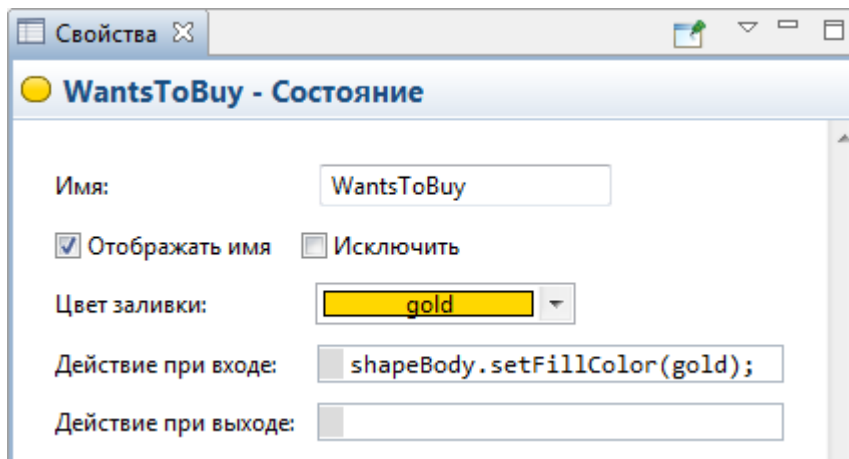 Свойства
WantsToBuy - Состояние
Имя: WantsToBuy
Отображать имя Исключить
Цвет заливки: gold
Действие при входе: shapeBody.setFillColor(gold);
Действие при выходе: